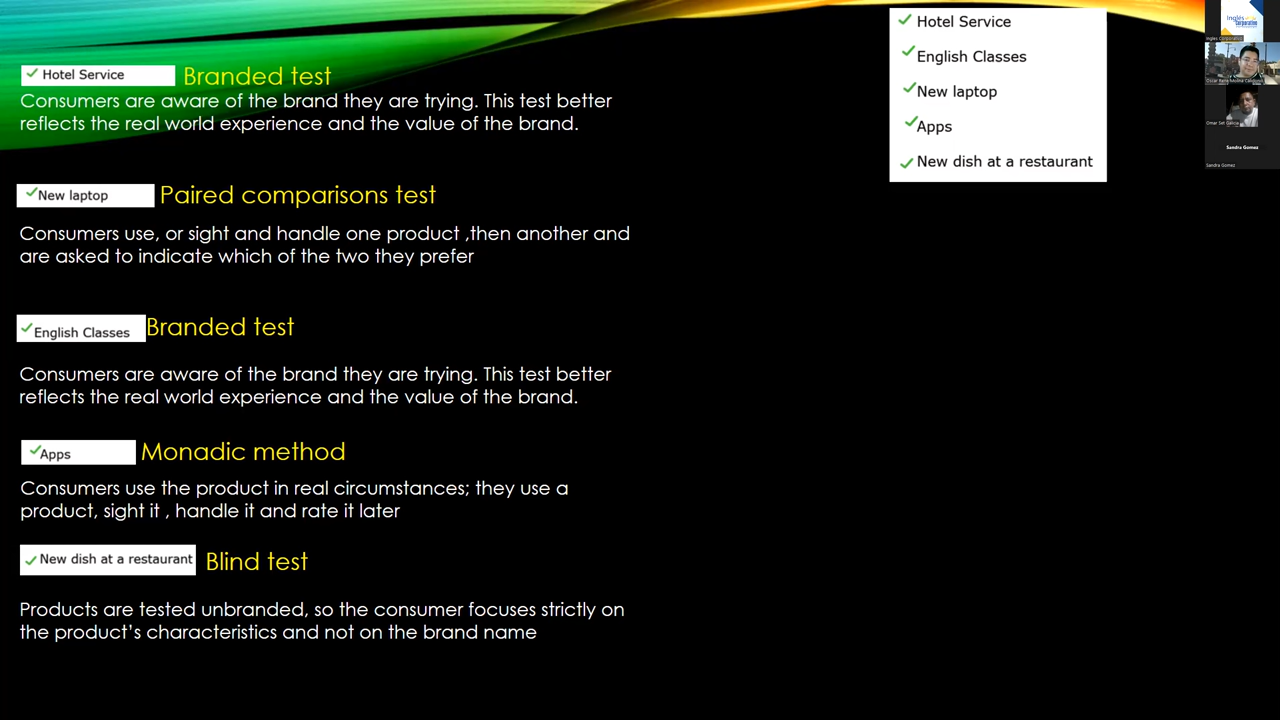 Hotel Service Branded test
Consumers are aware of the brand they are trying. This test better
reflects the real world experience and the value of the brand.
New laptop Paired comparisons test
Consumers use, or sight and handle one product ,then another and
are asked to indicate which of the two they prefer
English Classes Branded test
Consumers are aware of the brand they are trying. This test better
reflects the real world experience and the value of the brand.
Apps Monadic method
Consumers use the product in real circumstances; they use a
product, sight it , handle it and rate it later
New dish at a restaurant Blind test
Products are tested unbranded, so the consumer focuses strictly on
the product's characteristics and not on the brand name
Hotel Service
English Classes
New laptop
Apps
New dish at a restaurant
Inglés
Corporativo
Sandra Gomez
Sandra Gomez